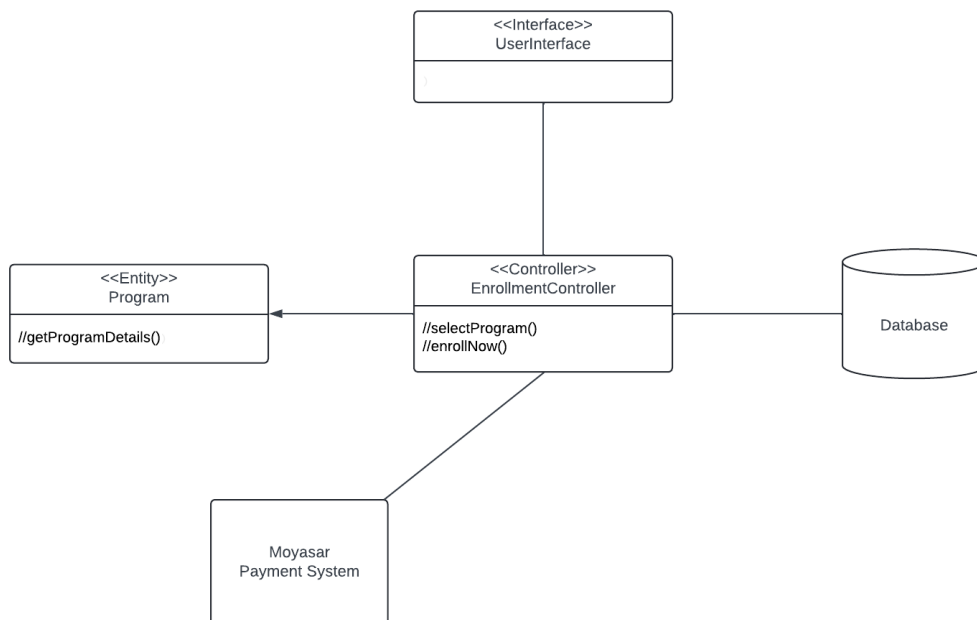 <<Interface>>
UserInterface
<<Entity>>
Program
//getProgramDetails()
<<Controller>>
EnrollmentController
//selectProgram()
//enrollNow()
Database
Moyasar
Payment System